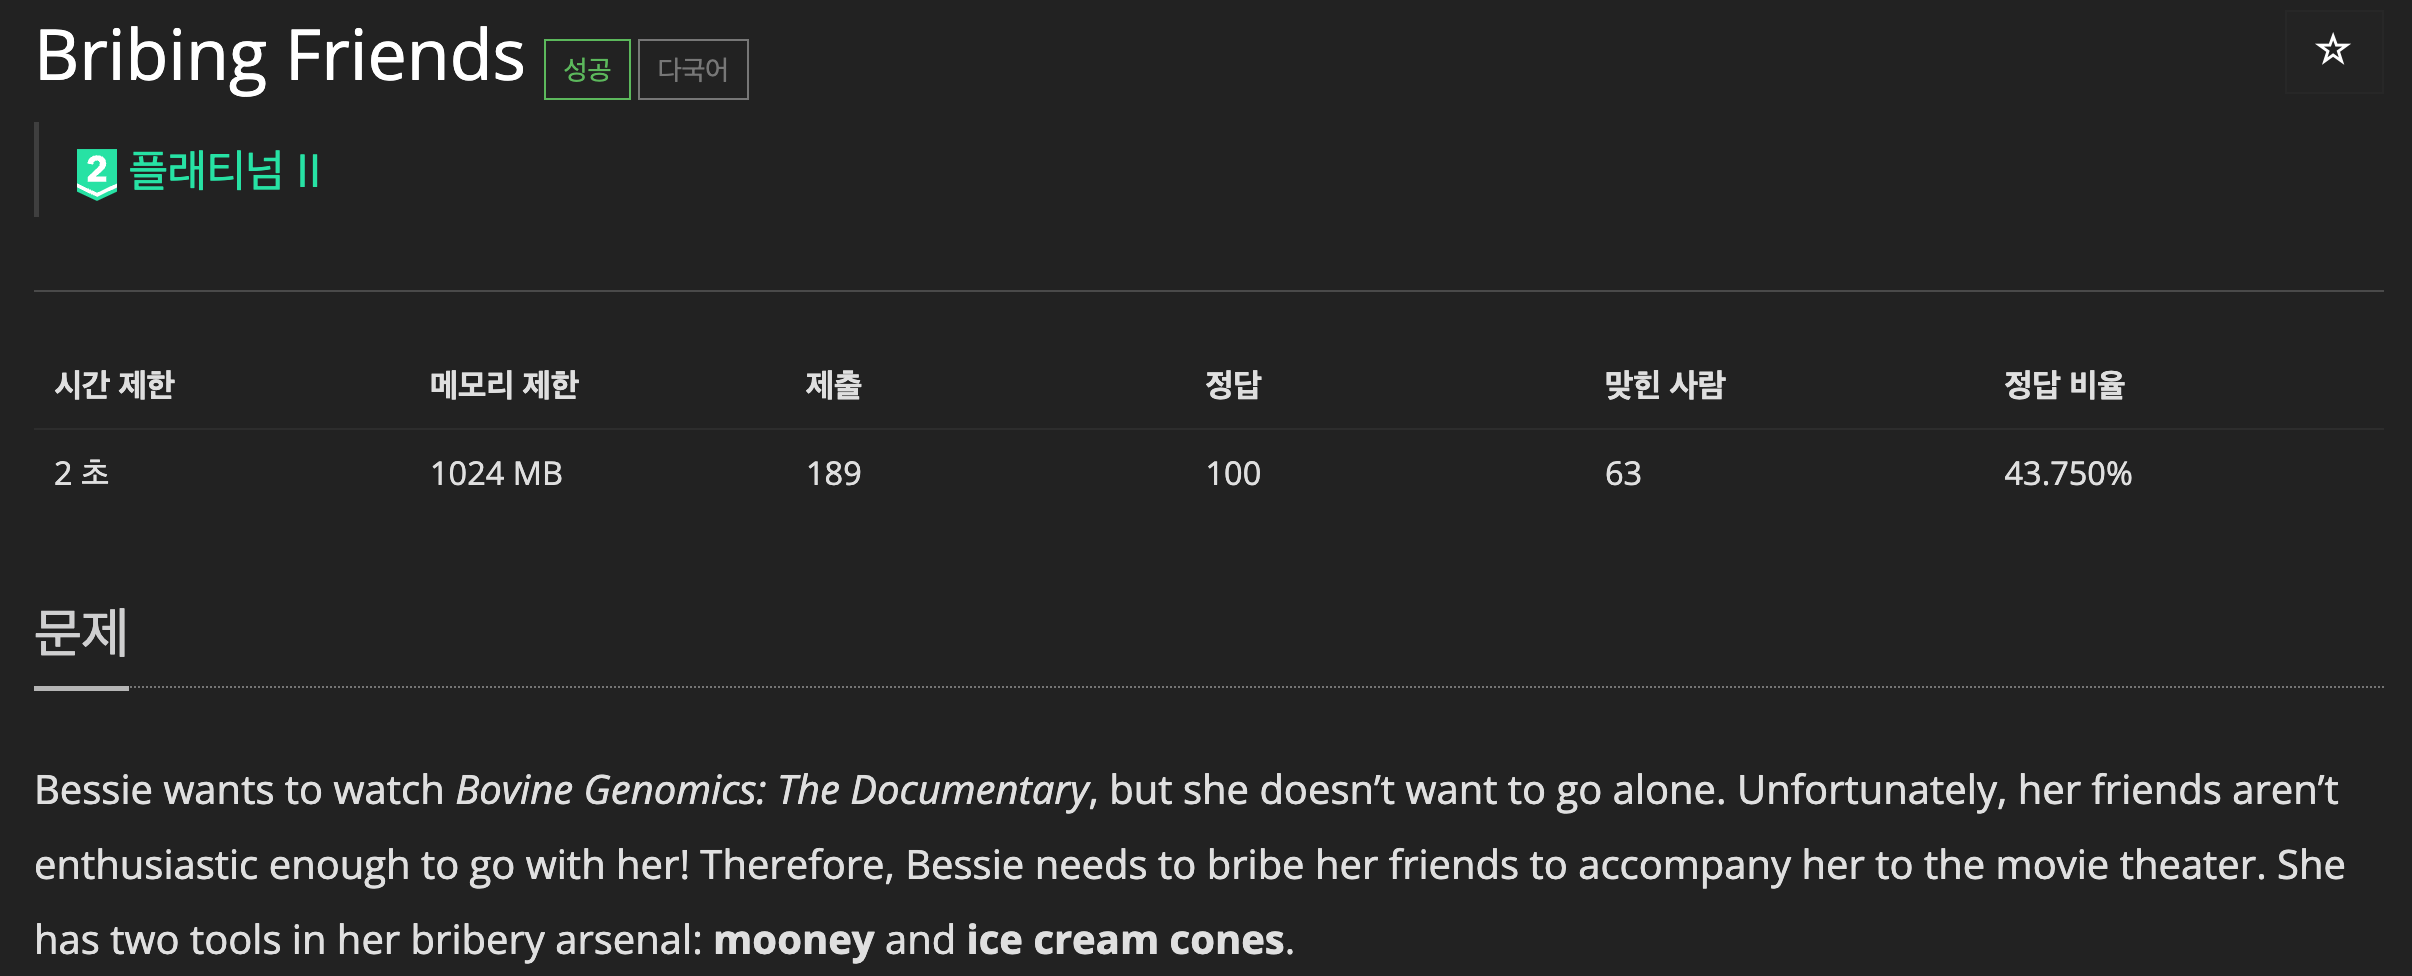 Bribing Friends 성공 다국어
2 플래티넘 II
시간 제한 메모리 제한 제출 정답 맞힌 사람 정답 비율
2 초 1024 MB 189 100 63 43.750%
문제
Bessie wants to watch Bovine Genomics: The Documentary, but she doesn’t want to go alone. Unfortunately, her friends aren’t
enthusiastic enough to go with her! Therefore, Bessie needs to bribe her friends to accompany her to the movie theater. She
has two tools in her bribery arsenal: mooney and ice cream cones.